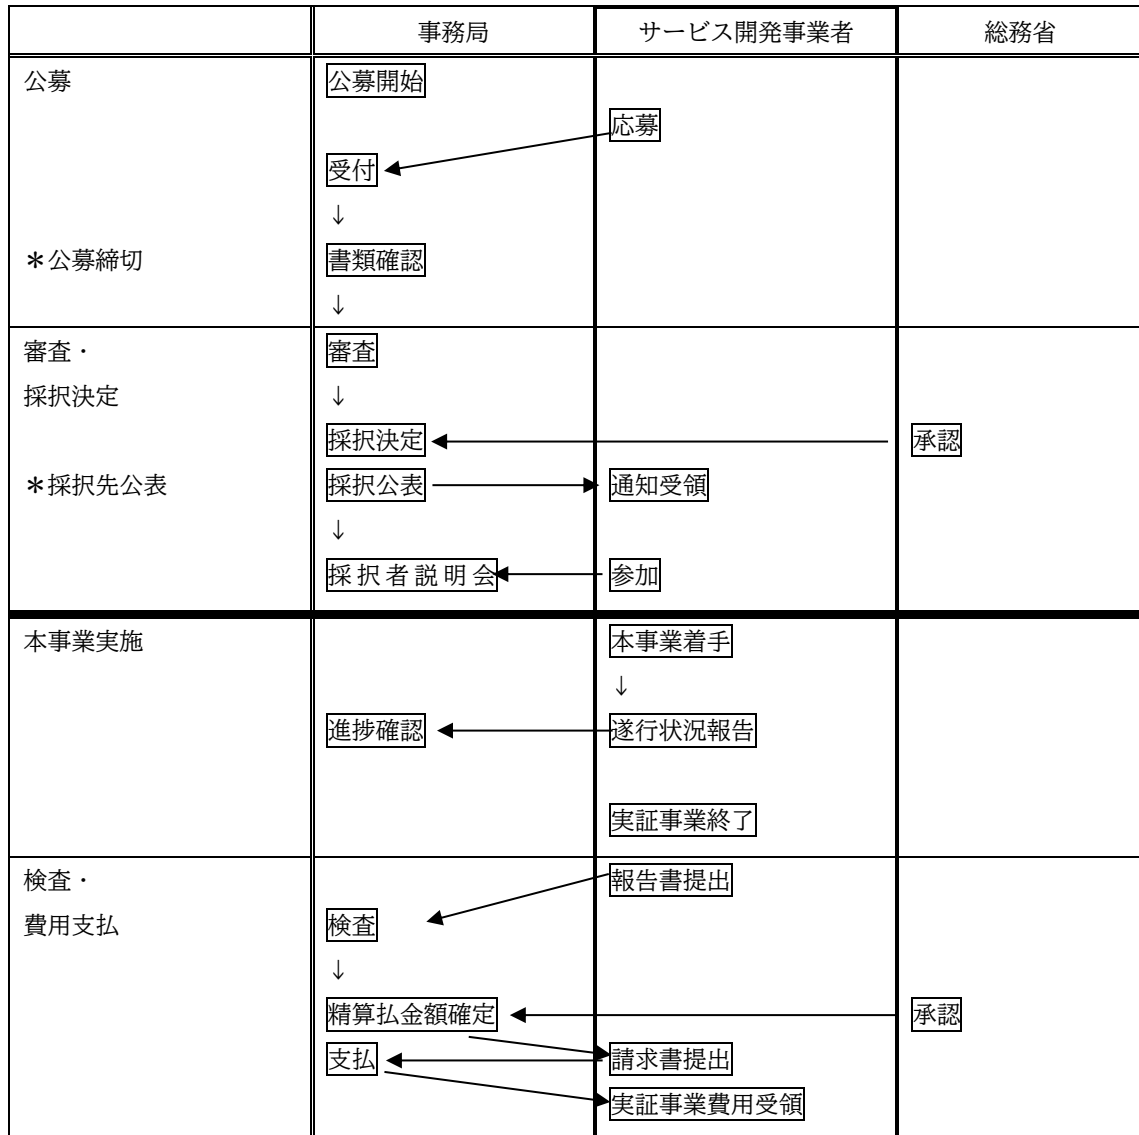 事務局 サービス開発事業者 総務省
公募 公募開始
応募
受付
↓
＊公募締切 書類確認
↓
審査・ 審査
採択決定 ↓
採択決定 承認
＊採択先公表 採択公表 通知受領
↓
採択者説明会 参加
本事業実施 本事業着手
↓
進捗確認 遂行状況報告
実証事業終了
検査・ 報告書提出
費用支払 検査
↓
精算払金額確定 承認
支払 請求書提出
実証事業費用受領